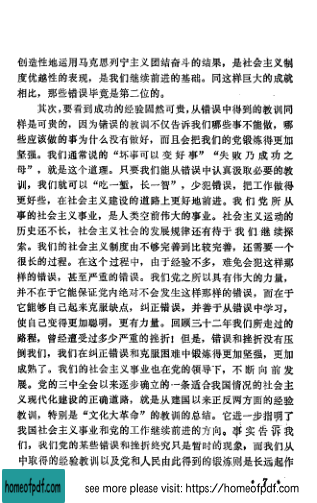 创造性地运用马克思列宁主义团结奋斗的结果，是社会主义制
度优越性的表现，是我们继续前进的基础。同这样巨大的成就
相比，那些错误毕竟是第二位的。
其次，要看到成功的经验固然可贵，从错误中得到的教训同
样是可贵的，因为错误的教训不仅告诉我们哪些事不能做，哪
些应该做的事为什么没有做好，而且会把我们的党锻炼得更加
坚强。我们通常说的“坏事可以变好事”“失败乃成功之
母”，就是这个道理。只要我们能从错误中认真汲取必要的教
训，我们就可以“吃一堑，长一智”，少犯错误，把工作做得
更好些，在社会主义建设的道路上更好地前进。我们党所从
事的社会主义事业，是人类空前伟大的事业。社会主义运动的
历史还不长，社会主义社会的发展规律还有待于我们继续探
索。我们的社会主义制度由不够完善到比较完善，还需要一个
很长的过程。在这个过程中，由于经验不多，难免会犯这样那
样的错误，甚至严重的错误。我们党之所以具有伟大的力量，
并不在于它能保证党内绝对不会发生这样那样的错误，而在于
它能够自己起来克服缺点，纠正错误，并善于从错误中学习，
使自己变得更加聪明，更有力量。回顾三十二年我们所走过的
路程，曾经遭受过多少严重的挫折！但是，错误和挫折没有压
倒我们，我们在纠正错误和克服困难中锻炼得更加坚强，更加
成熟了。我们的社会主义事业也在党的领导下，不断向前发
展。党的三中全会以来逐步确立的一条适合我国情况的社会主
义现代化建设的正确道路，就是从建国以来正反两方面的经验
教训，特别是“文化大革命”的教训的总结。它进一步指明了
我国社会主义事业和党的工作继续前进的方向。事实告诉我
们，我们党的某些错误和挫折终究只是暂时的现象，而我们从
中取得的经验教训以及党和人民由此得到的锻炼则是长远起作
• 7 •
homeofpdf.com
see more please visit: https://homeofpdf.com
homeofpdf.com